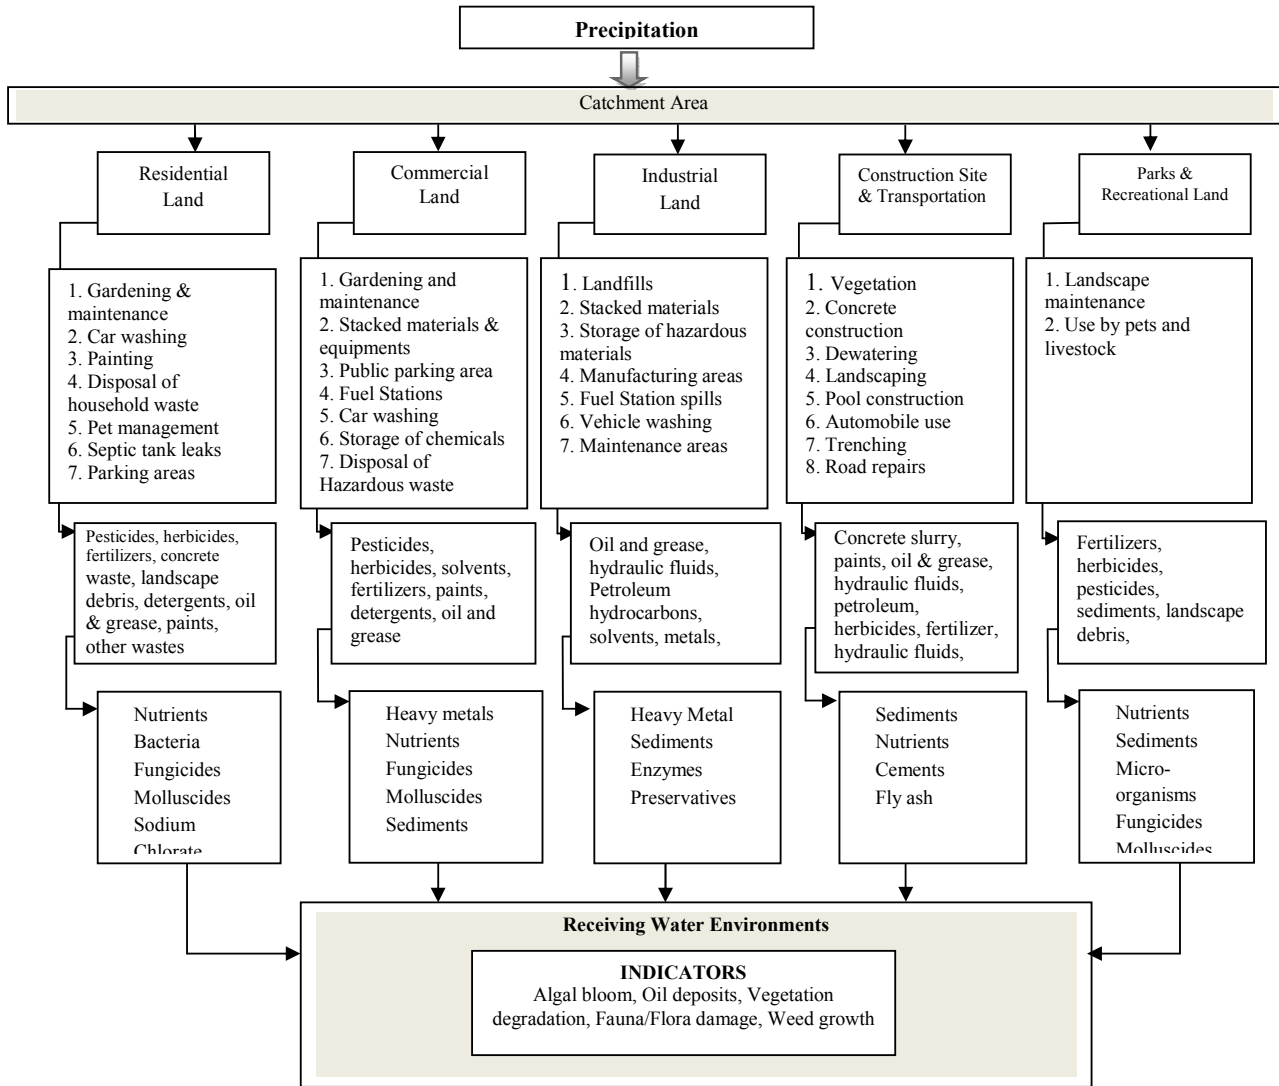 Precipitation
Catchment Area
Residential
Land
Commercial
Land
Industrial
Land
Construction Site
& Transportation
Parks &
Recreational Land
1. Gardening &
maintenance
2. Car washing
3. Painting
4. Disposal of
household waste
5. Pet management
6. Septic tank leaks
7. Parking areas
1. Gardening and
maintenance
2. Stacked materials &
equipments
3. Public parking area
4. Fuel Stations
5. Car washing
6. Storage of chemicals
7. Disposal of
Hazardous waste
1. Landfills
2. Stacked materials
3. Storage of hazardous
materials
4. Manufacturing areas
5. Fuel Station spills
6. Vehicle washing
7. Maintenance areas
1. Vegetation
2. Concrete
construction
3. Dewatering
4. Landscaping
5. Pool construction
6. Automobile use
7. Trenching
8. Road repairs
1. Landscape
maintenance
2. Use by pets and
livestock
Pesticides, herbicides,
fertilizers, concrete
waste, landscape
debris, detergents, oil
& grease, paints,
other wastes
Pesticides,
herbicides, solvents,
fertilizers, paints,
detergents, oil and
grease
Oil and grease,
hydraulic fluids,
Petroleum
hydrocarbons,
solvents, metals,
Concrete slurry,
paints, oil & grease,
hydraulic fluids,
petroleum,
herbicides, fertilizer,
hydraulic fluids,
Fertilizers,
herbicides,
pesticides,
sediments, landscape
debris,
Nutrients
Bacteria
Fungicides
Molluscides
Sodium
Chlorate
Heavy metals
Nutrients
Fungicides
Molluscides
Sediments
Heavy Metal
Sediments
Enzymes
Preservatives
Sediments
Nutrients
Cements
Fly ash
Nutrients
Sediments
Micro-
organisms
Fungicides
Molluscides
Receiving Water Environments
INDICATORS
Algal bloom, Oil deposits, Vegetation
degradation, Fauna/Flora damage, Weed growth